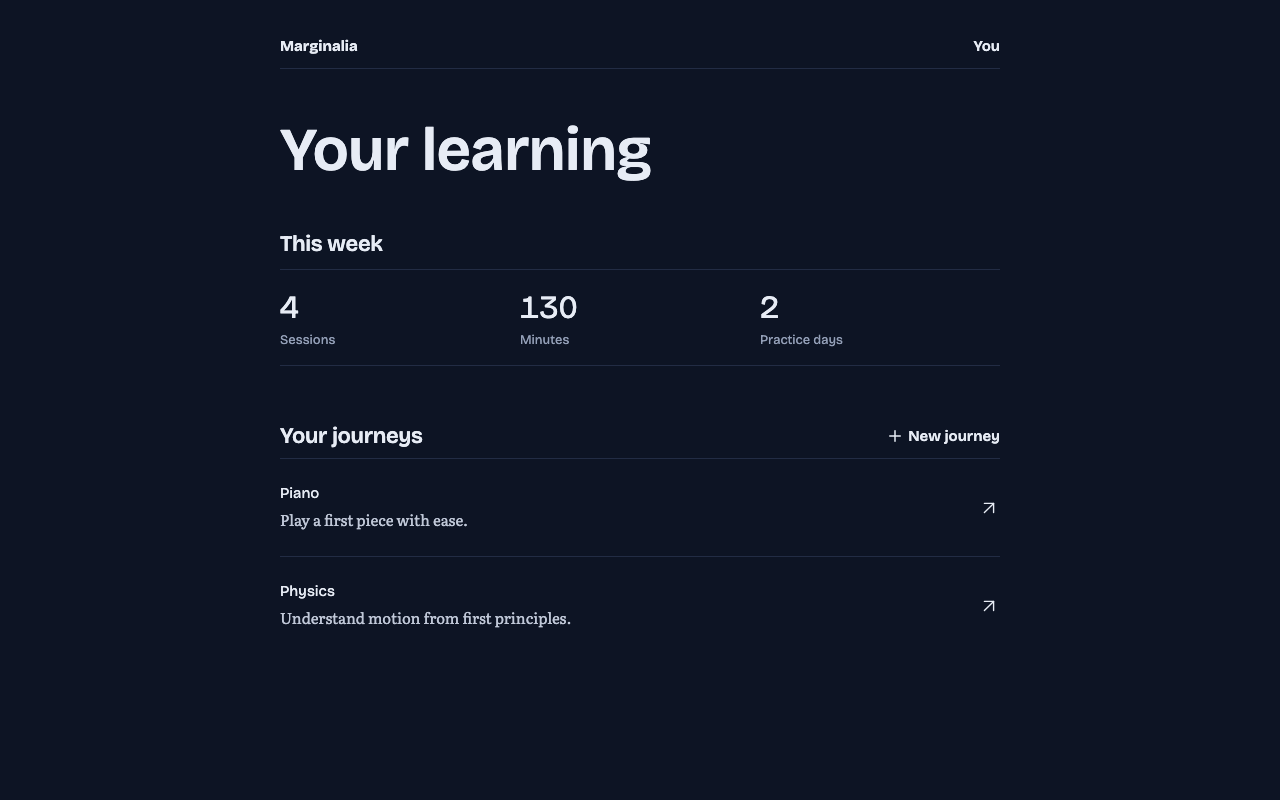 Marginalia
You
Your learning
This week
4
130
2
Sessions
Minutes
Practice days
Your journeys
+ New journey
Piano
Play a first piece with ease.
Physics
Understand motion from first principles.